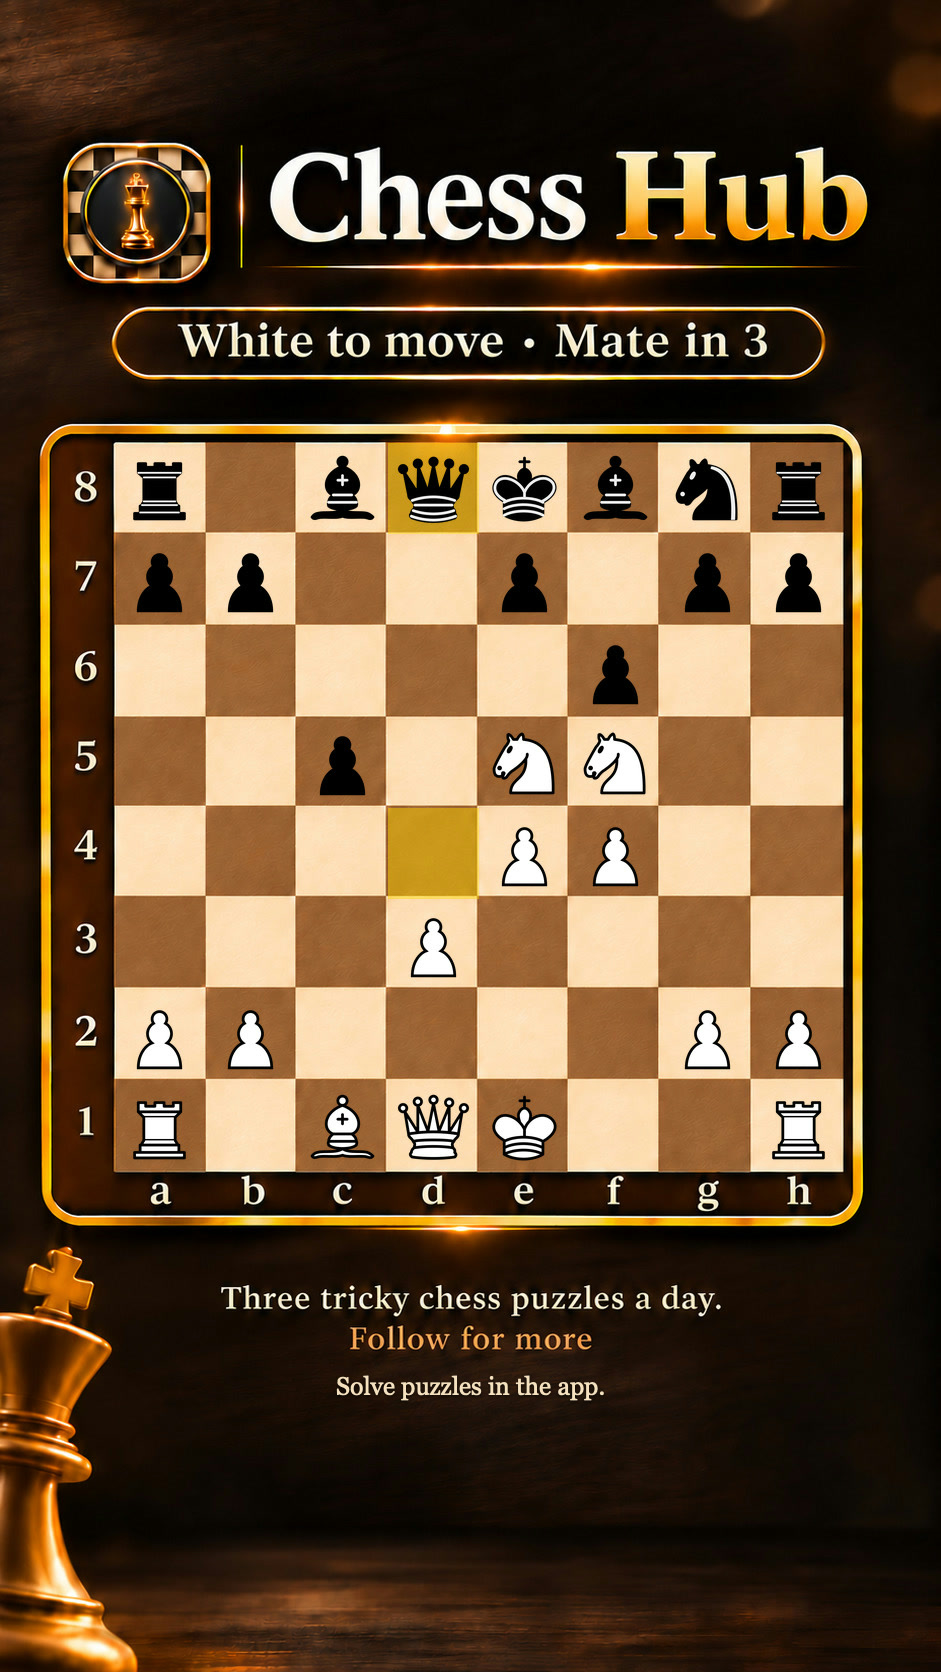 Chess Hub
White to move • Mate in 3
8
7
6
5
4
3
2
1
a b c d e f g h
Three tricky chess puzzles a day.
Follow for more
Solve puzzles in the app.